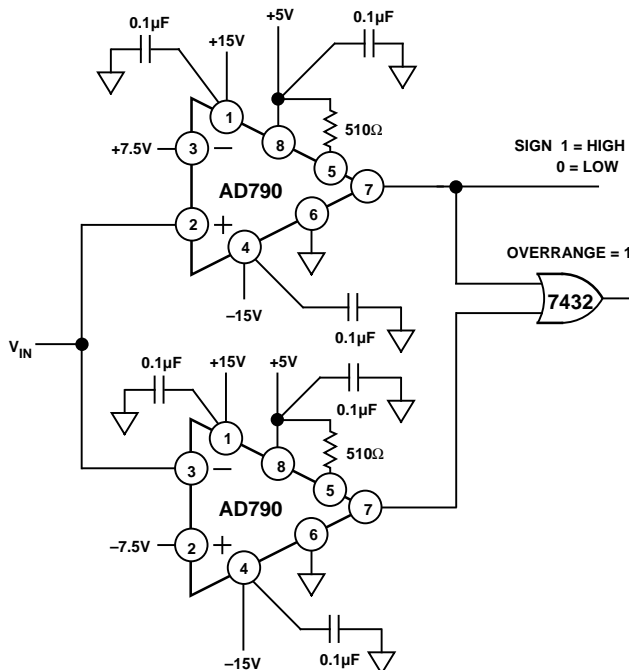 0.1µF
+15V
+5V
0.1µF
1
8
510Ω
5
+7.5V
3
–
AD790
7
SIGN 1 = HIGH
0 = LOW
2
+
6
4
–15V
0.1µF
OVERRANGE = 1
7432
V_IN
0.1µF
+15V
+5V
0.1µF
1
8
510Ω
5
3
–
AD790
7
–7.5V
2
+
6
4
–15V
0.1µF